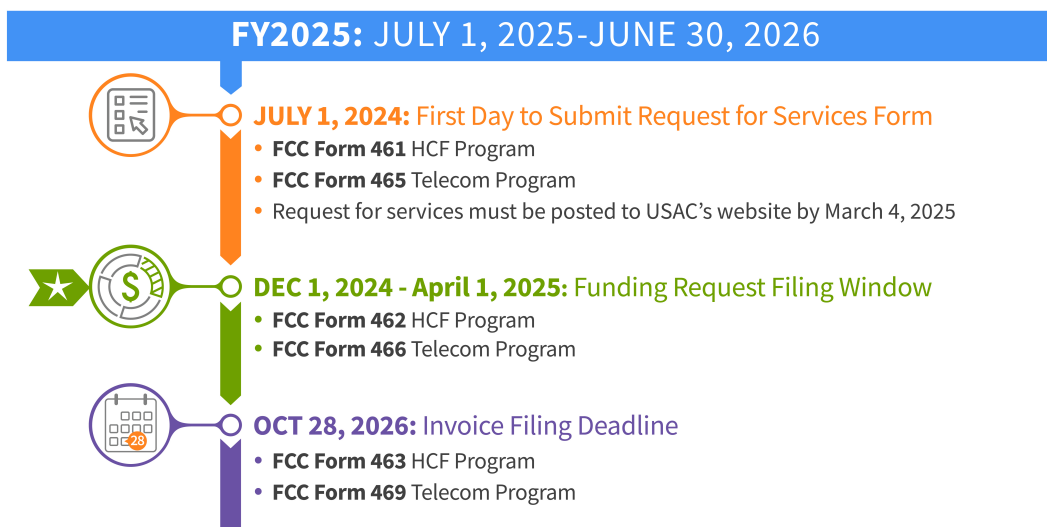 FY2025: JULY 1, 2025-JUNE 30, 2026
JULY 1, 2024: First Day to Submit Request for Services Form
• FCC Form 461 HCF Program
• FCC Form 465 Telecom Program
• Request for services must be posted to USAC’s website by March 4, 2025
$
DEC 1, 2024 - April 1, 2025: Funding Request Filing Window
• FCC Form 462 HCF Program
• FCC Form 466 Telecom Program
28
OCT 28, 2026: Invoice Filing Deadline
• FCC Form 463 HCF Program
• FCC Form 469 Telecom Program